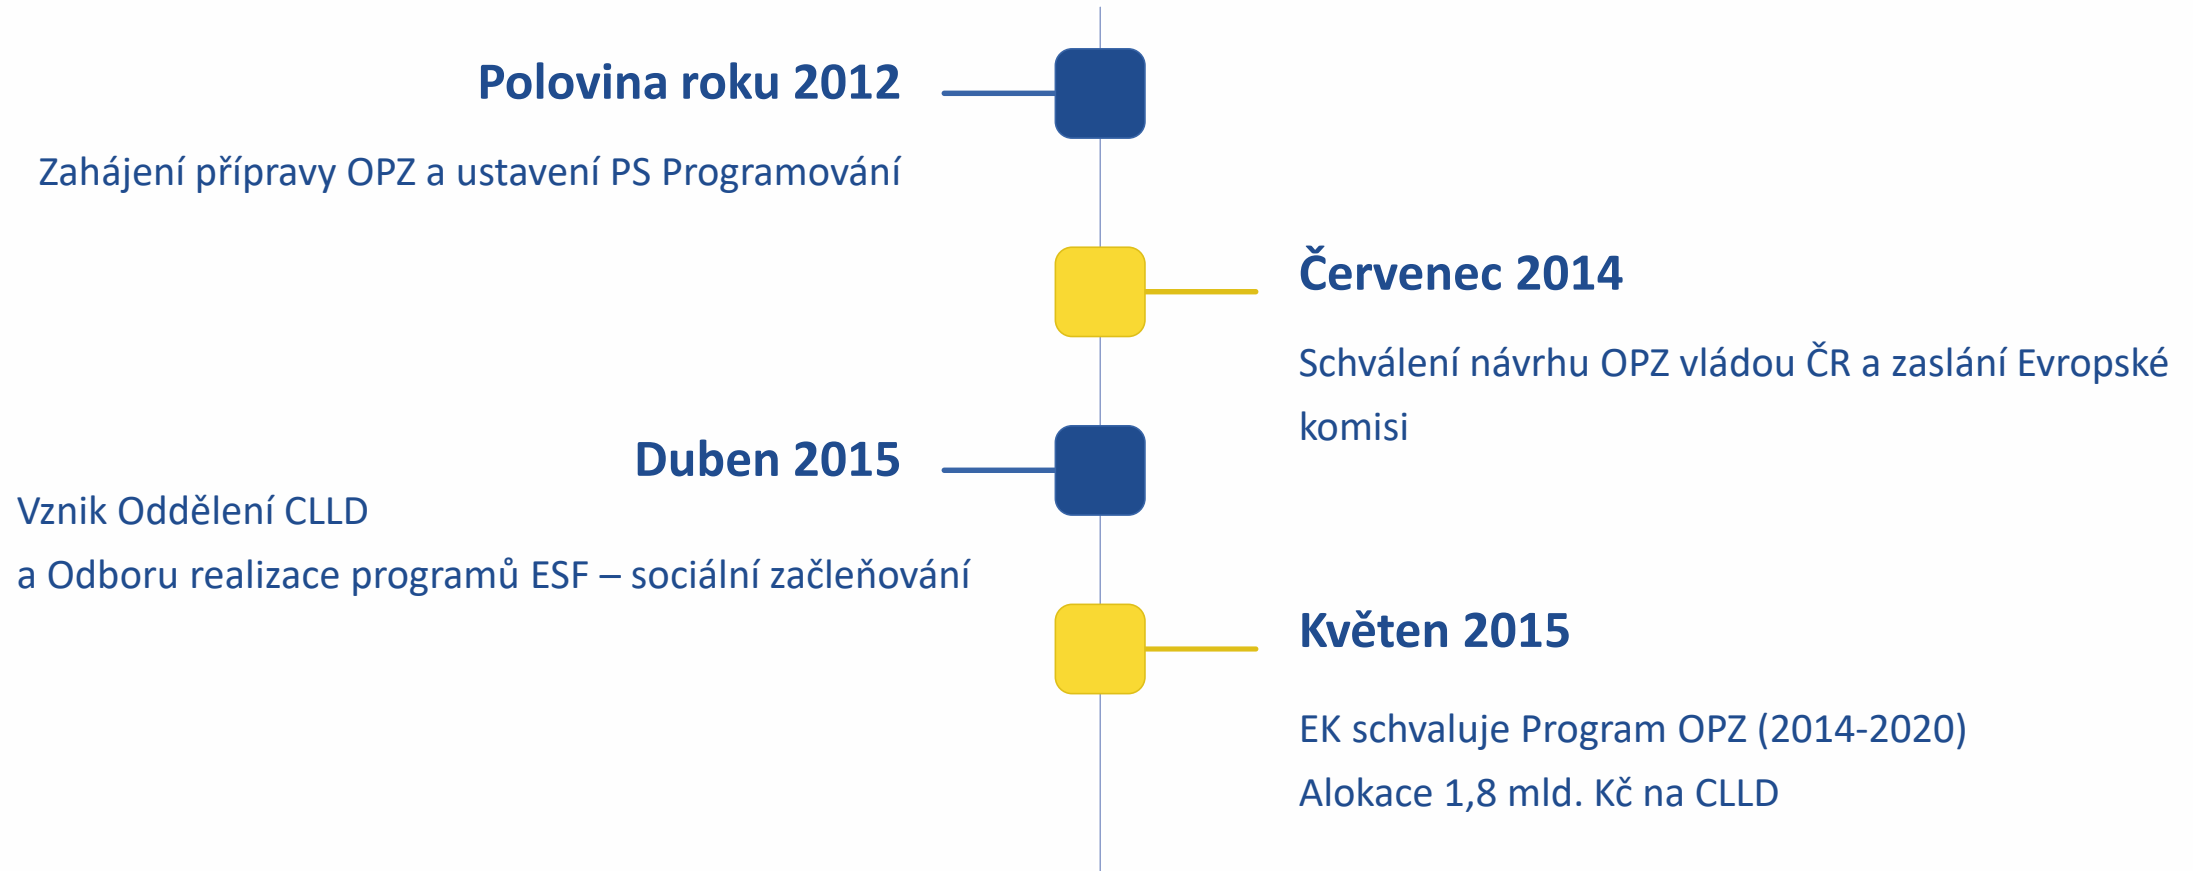 Polovina roku 2012
Zahájení přípravy OPZ a ustavení PS Programování
Červenec 2014
Schválení návrhu OPZ vládou ČR a zaslání Evropské
komisi
Duben 2015
Vznik Oddělení CLLD
a Odboru realizace programů ESF – sociální začleňování
Květen 2015
EK schvaluje Program OPZ (2014-2020)
Alokace 1,8 mld. Kč na CLLD